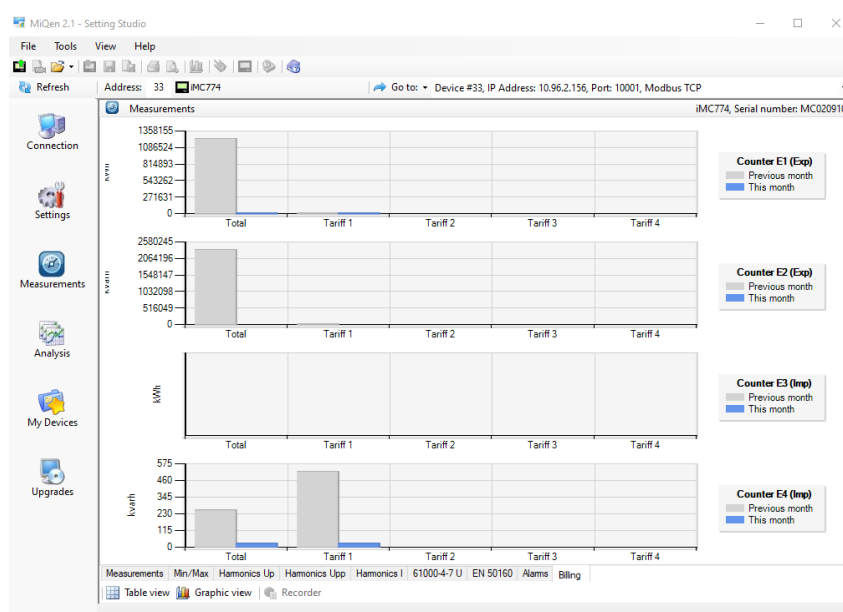 MiQen 2.1 - Setting Studio
File Tools View Help
Refresh Address: 33 iMC774 Go to: Device #33, IP Address: 10.96.2.156, Port: 10001, Modbus TCP
Measurements iMC774, Serial number: MC020910
Connection
Settings
Measurements
Analysis
My Devices
Upgrades
1358155
1086524
814893
543262
271631
0
Total Tariff 1 Tariff 2 Tariff 3 Tariff 4
Counter E1 (Exp)
Previous month
This month
2580245
2064196
1548147
1032098
516049
0
kvarh
Total Tariff 1 Tariff 2 Tariff 3 Tariff 4
Counter E2 (Exp)
Previous month
This month
kWh
Total Tariff 1 Tariff 2 Tariff 3 Tariff 4
Counter E3 (Imp)
Previous month
This month
575
460
345
230
115
0
kvarh
Total Tariff 1 Tariff 2 Tariff 3 Tariff 4
Counter E4 (Imp)
Previous month
This month
Measurements Min/Max Harmonics Up Harmonics Upp Harmonics I 61000-4-7 U EN 50160 Alarms Billing
Table view Graphic view Recorder